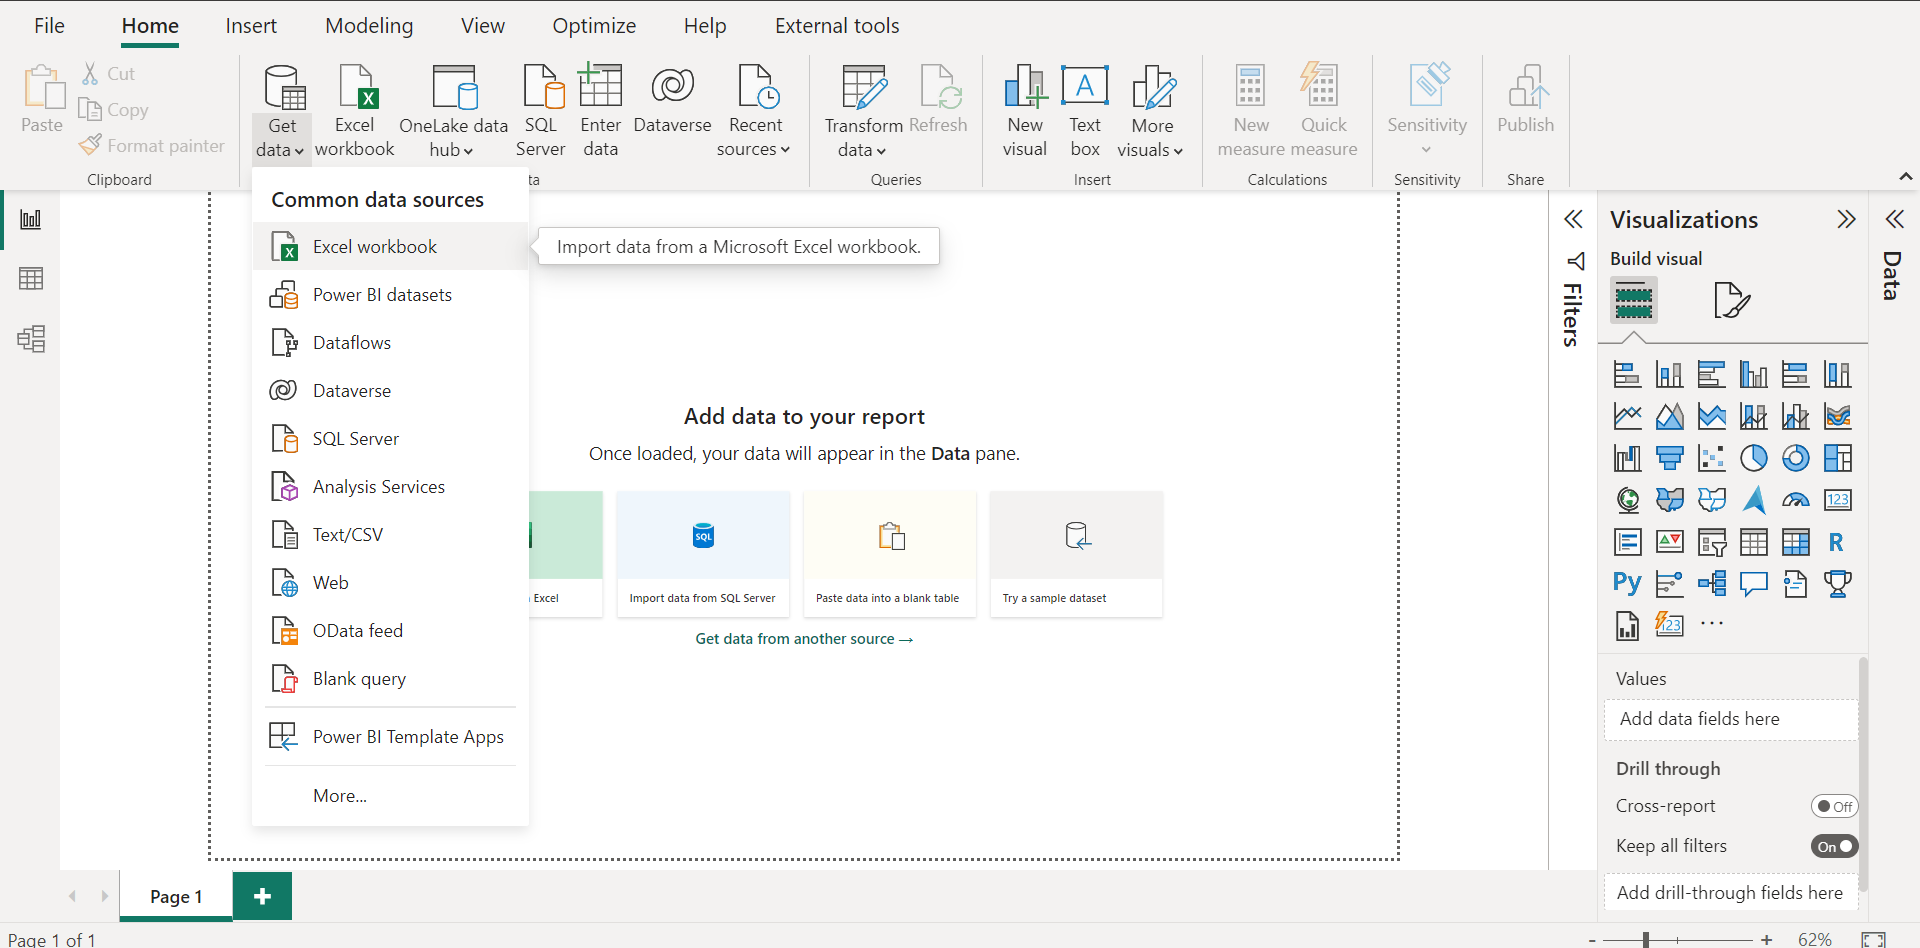 File Home Insert Modeling View Optimize Help External tools
Paste
Cut
Copy
Format painter
Clipboard
Get data
Excel workbook
OneLake data hub
SQL Server
Enter data
Dataverse
Recent sources
ta
Transform data
Refresh
Queries
New visual
A
Text box
More visuals
Insert
New measure
Quick measure
Calculations
Sensitivity
Sensitivity
Publish
Share
Common data sources
Excel workbook
Power BI datasets
Dataflows
Dataverse
SQL Server
Analysis Services
Text/CSV
Web
OData feed
Blank query
Power BI Template Apps
More...
Import data from a Microsoft Excel workbook.
Add data to your report
Once loaded, your data will appear in the Data pane.
Excel
SQL
Import data from SQL Server
Paste data into a blank table
Try a sample dataset
Get data from another source →
Filters
Visualizations
Build visual
123
R
Py
123
...
Values
Add data fields here
Drill through
Cross-report
Off
Keep all filters
On
Add drill-through fields here
Data
Page 1
+
Page 1 of 1
- + 62%